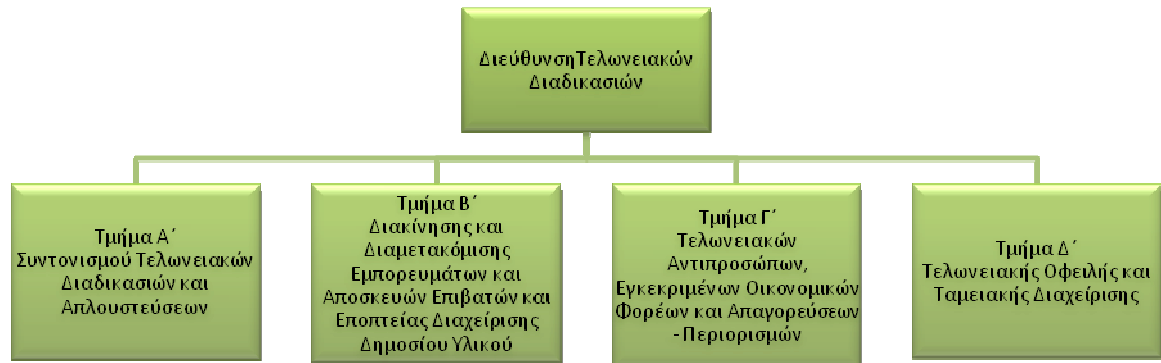 ΔιεύθυνσηΤελωνειακών
Διαδικασιών
Τμήμα Α΄
Συντονισμού Τελωνειακών
Διαδικασιών και
Απλουστεύσεων
Τμήμα Β΄
Διακίνησης και
Διαμετακόμισης
Εμπορευμάτων και
Αποσκευών Επιβατών και
Εποπτείας Διαχείρισης
Δημοσίου Υλικού
Τμήμα Γ΄
Τελωνειακών
Αντιπροσώπων,
Εγκεκριμένων Οικονομικών
Φορέων και Απαγορεύσεων
-Περιορισμών
Τμήμα Δ΄
Τελωνειακής Οφειλής και
Ταμειακής Διαχείρισης